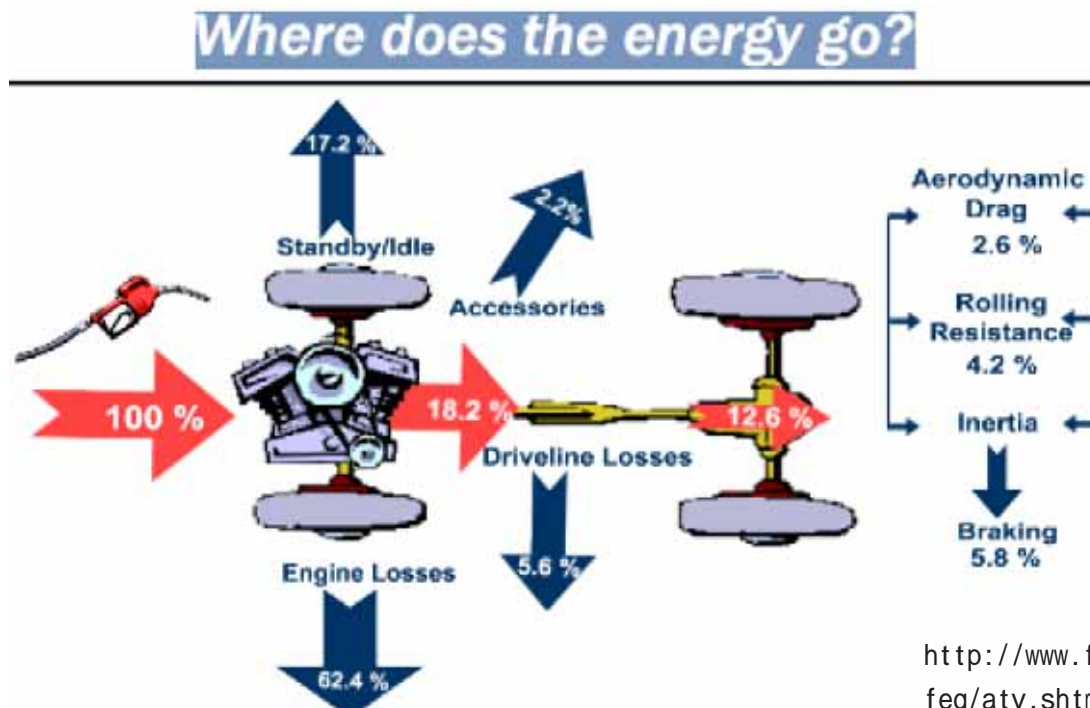 Where does the energy go?
17.2 %
Standby/Idle
2.2%
Accessories
100 %
18.2 %
12.6 %
Driveline Losses
5.6 %
Engine Losses
62.4 %
Aerodynamic
Drag
2.6 %
Rolling
Resistance
4.2 %
Inertia
Braking
5.8 %
http://www.f
feg/atv.shtm